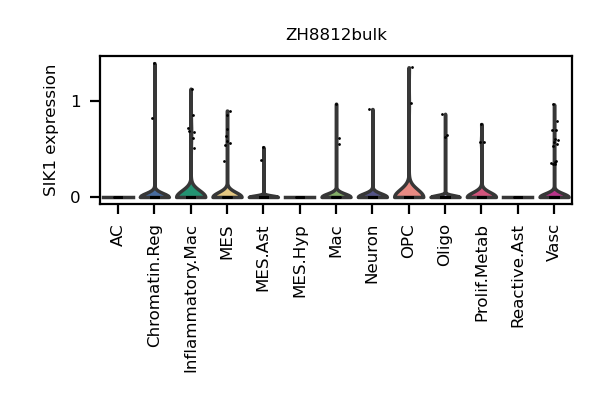 ZH8812bulk
SIK1 expression
1
0
AC
Chromatin.Reg
Inflammatory.Mac
MES
MES.Ast
MES.Hyp
Mac
Neuron
OPC
Oligo
Prolif.Metab
Reactive.Ast
Vasc